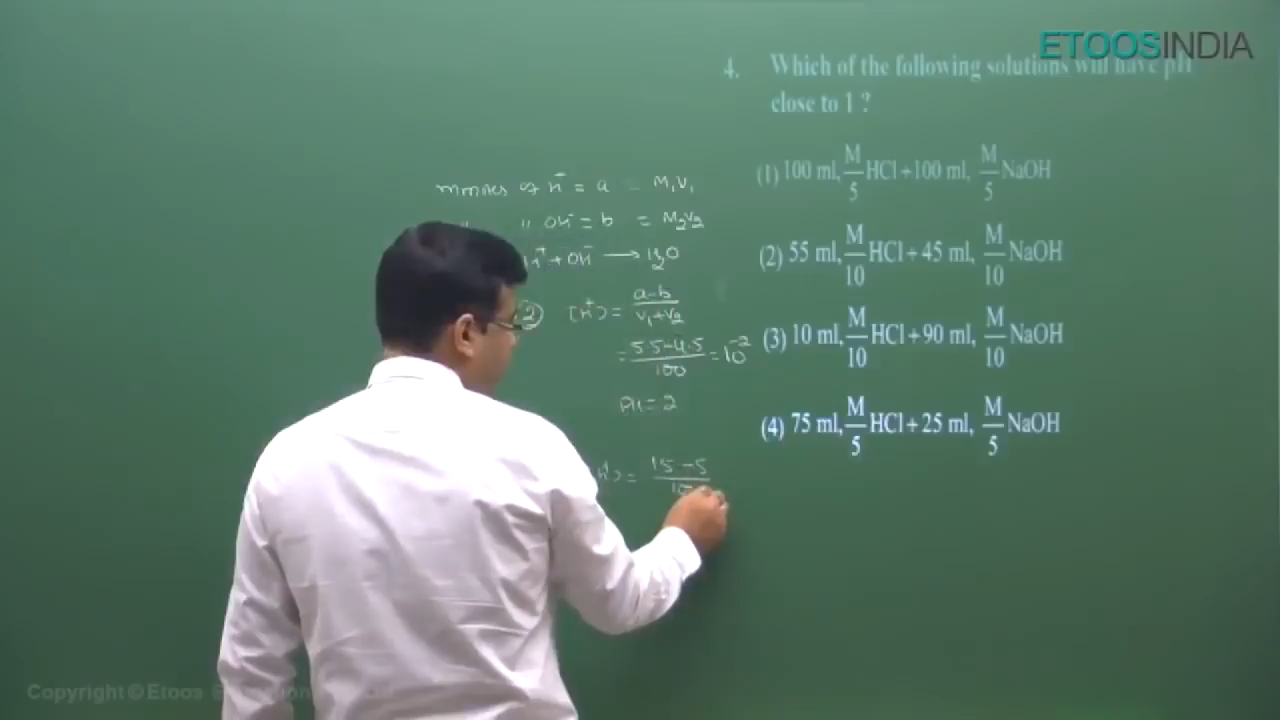 ETOOSINDIA
4. Which of the following solutions will have pH
close to 1 ?
(1) 100 ml, M/5 HCl+100 ml, M/5 NaOH
(2) 55 ml, M/10 HCl+45 ml, M/10 NaOH
(3) 10 ml, M/10 HCl+90 ml, M/10 NaOH
(4) 75 ml, M/5 HCl+25 ml, M/5 NaOH
mmoles of H⁺ = a = M₁V₁
" OH⁻ = b = M₂V₂
H⁺+OH⁻ ⟶ H₂O
2 [H⁺] = a-b/V₁+V₂
= 5.5-4.5/100 = 10⁻²
PH = 2
= 15-5
Copyright © Etoos